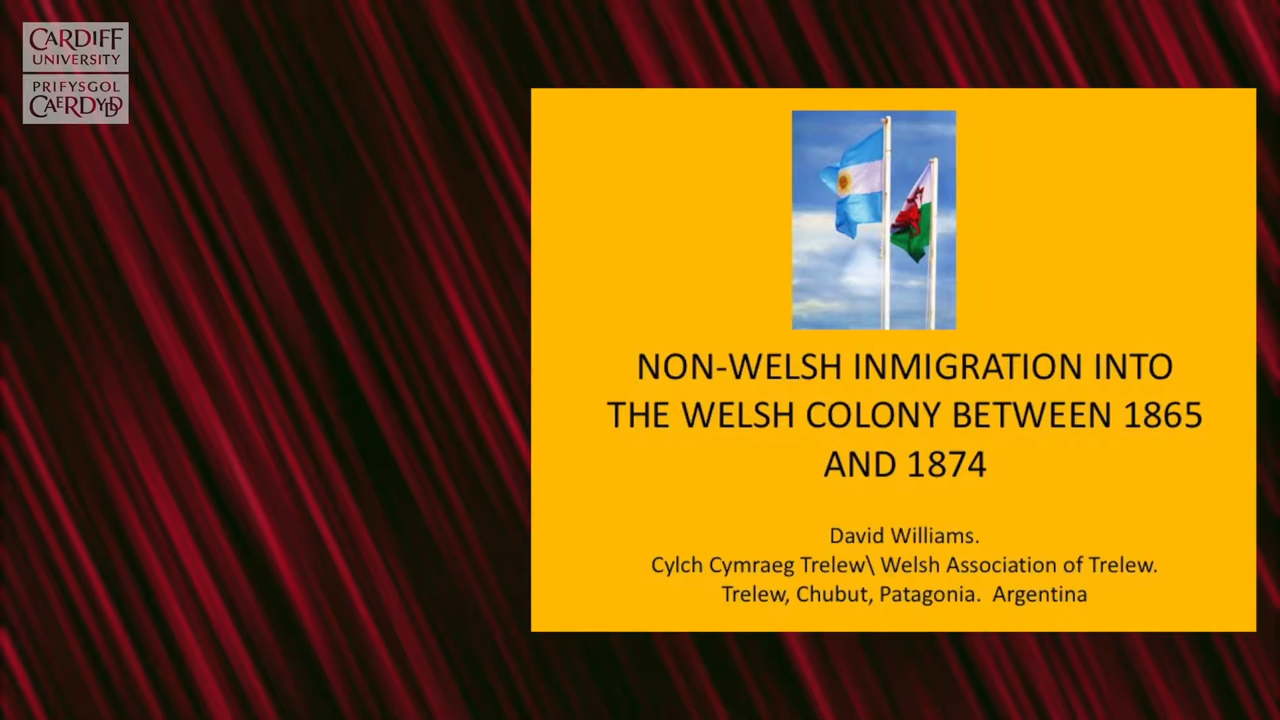 CARDIFF
UNIVERSITY
PRIFYSGOL
CAERDYDD
NON-WELSH INMIGRATION INTO
THE WELSH COLONY BETWEEN 1865
AND 1874
David Williams.
Cylch Cymraeg Trelew\ Welsh Association of Trelew.
Trelew, Chubut, Patagonia. Argentina